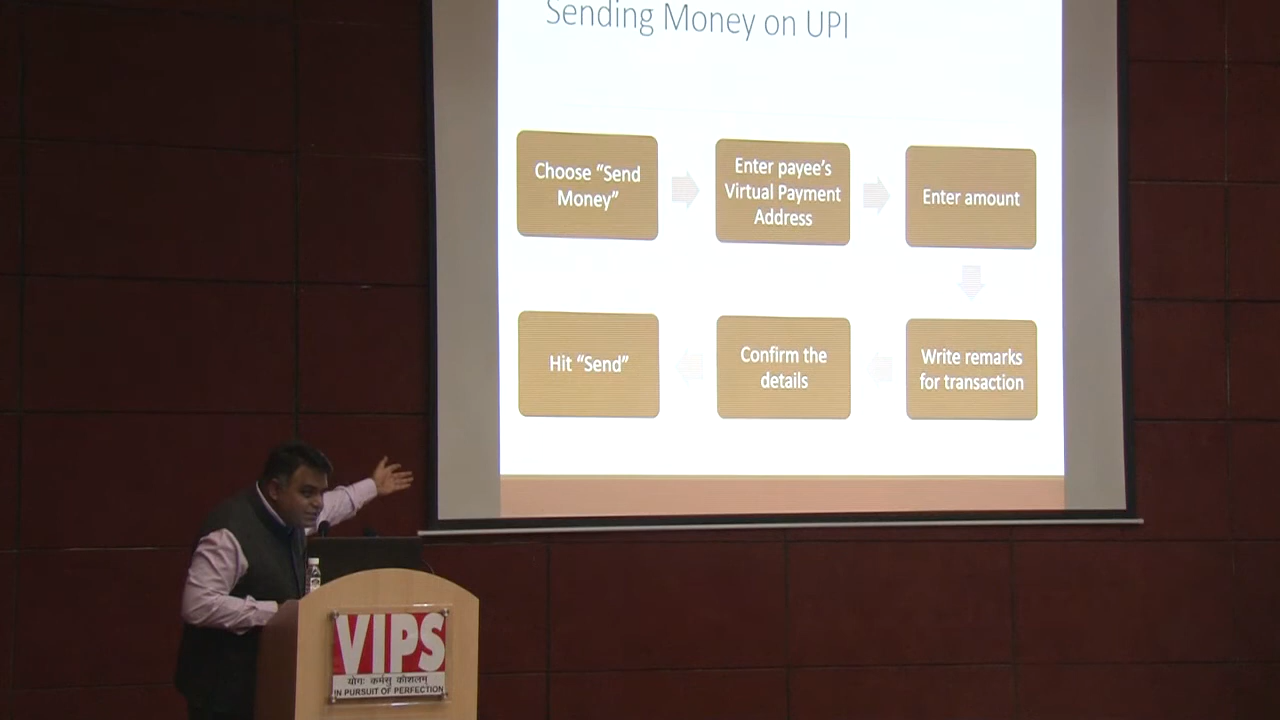 Sending Money on UPI
Choose “Send
Money”
Enter payee’s
Virtual Payment
Address
Enter amount
Write remarks
for transaction
Confirm the
details
Hit “Send”
VIPS
योगः कर्मसु कौशलम्
IN PURSUIT OF PERFECTION